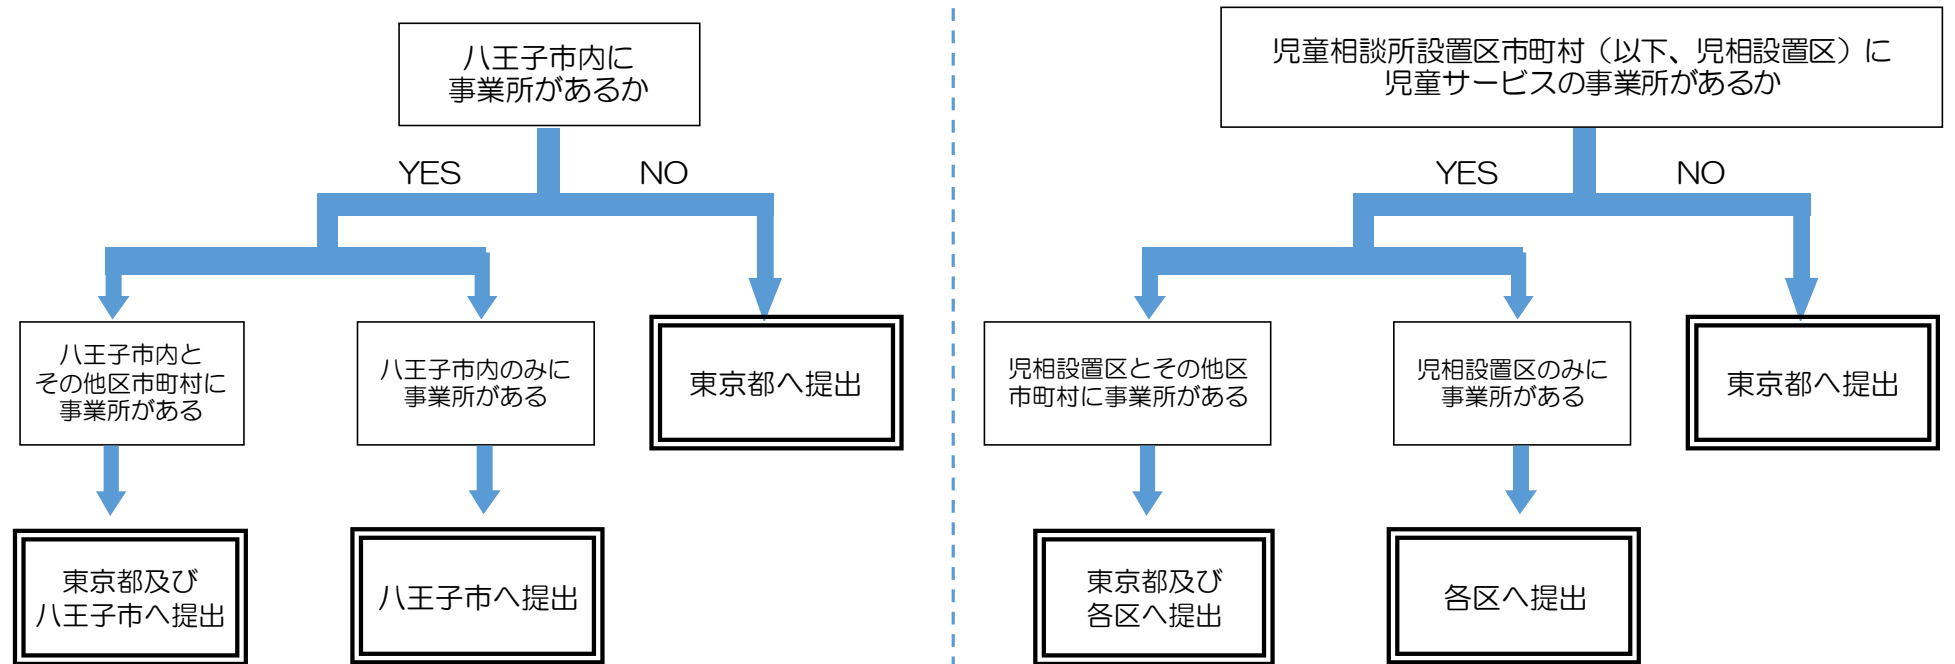 八王子市内に
事業所があるか
YES
NO
八王子市内と
その他区市町村に
事業所がある
八王子市内のみに
事業所がある
東京都へ提出
東京都及び
八王子市へ提出
八王子市へ提出
児童相談所設置区市町村（以下、児相設置区）に
児童サービスの事業所があるか
YES
NO
児相設置区とその他区
市町村に事業所がある
児相設置区のみに
事業所がある
東京都へ提出
東京都及び
各区へ提出
各区へ提出